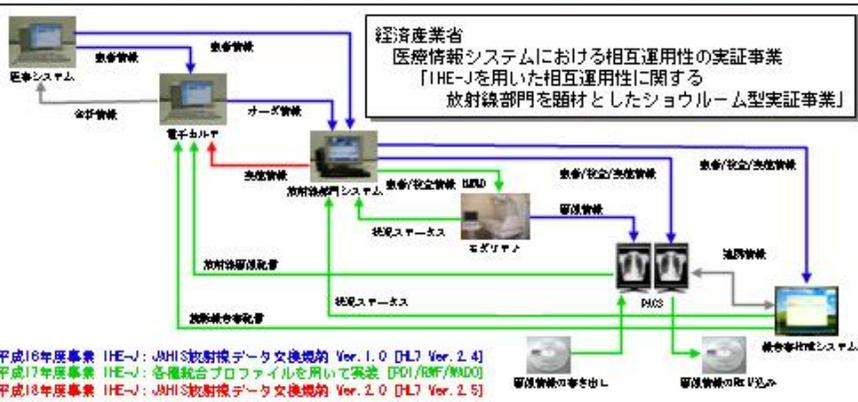 経済産業省
医療情報システムにおける相互運用性の実証事業
「IHE-Jを用いた相互運用性に関する
放射線部門を題材としたショウルーム型実証事業」
患者情報
患者情報
医事システム
会計情報
オーダ情報
電子カルテ
実施情報
放射線部門システム
患者/検査情報 MWM
患者/検査/実施情報
患者/検査/実施情報
状況ステータス
モダリティ
画像情報
放射線画像配信
連携情報
状況ステータス
PACS
放射線報告書配信
報告書作成システム
画像情報の書き出し
画像情報の取り込み
平成16年度事業 IHE-J：JAHIS放射線データ交換規約 Ver.1.0 [HL7 Ver.2.4]
平成17年度事業 IHE-J：各種統合プロファイルを用いて実装 [PDI/RWF/WADO]
平成18年度事業 IHE-J：JAHIS放射線データ交換規約 Ver.2.0 [HL7 Ver.2.5]